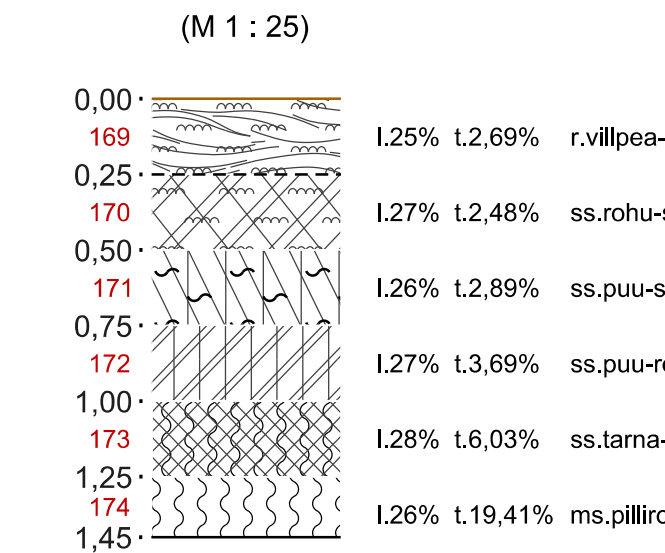 (M 1 : 25)
0,00
169 l.25% t.2,69% r.villpea-
0,25
170 l.27% t.2,48% ss.rohu-s
0,50
171 l.26% t.2,89% ss.puu-s
0,75
172 l.27% t.3,69% ss.puu-ro
1,00
173 l.28% t.6,03% ss.tarna-
1,25
174 l.26% t.19,41% ms.pilliro
1,45